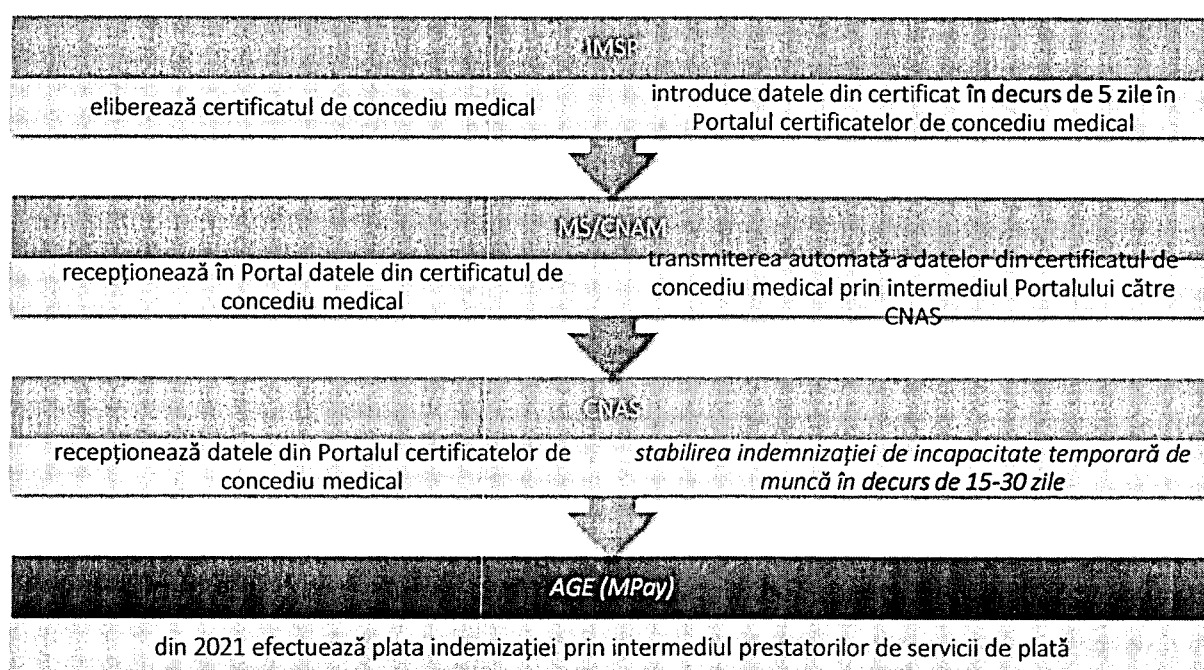 IMSP
eliberează certificatul de concediu medical
introduce datele din certificat în decurs de 5 zile în
Portalul certificatelor de concediu medical
MS/CNAM
recepționează în Portal datele din certificatul de
concediu medical
transmiterea automată a datelor din certificatul de
concediu medical prin intermediul Portalului către
CNAS
CNAS
recepționează datele din Portalul certificatelor de
concediu medical
stabilirea indemnizației de incapacitate temporară de
muncă în decurs de 15-30 zile
AGE (MPay)
din 2021 efectuează plata indemizației prin intermediul prestatorilor de servicii de plată